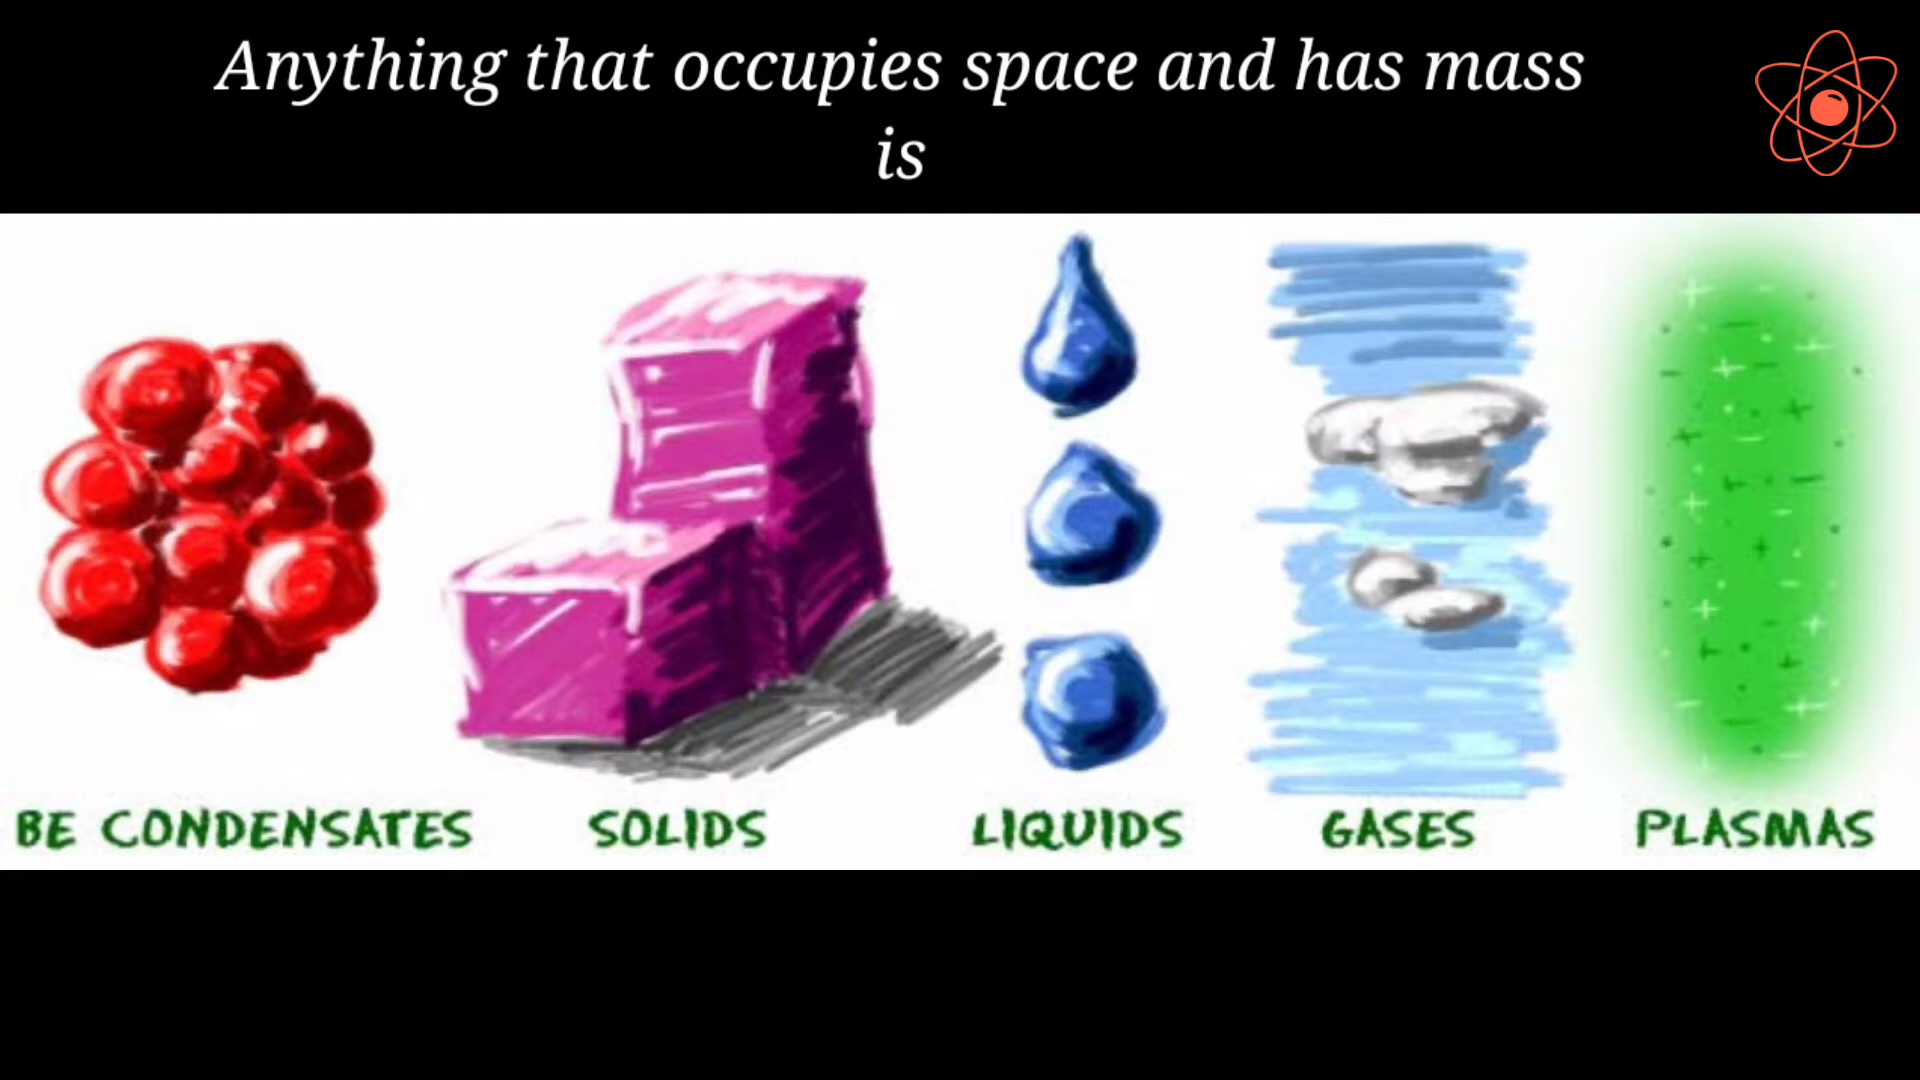 Anything that occupies space and has mass
is
BE CONDENSATES SOLIDS LIQUIDS GASES PLASMAS